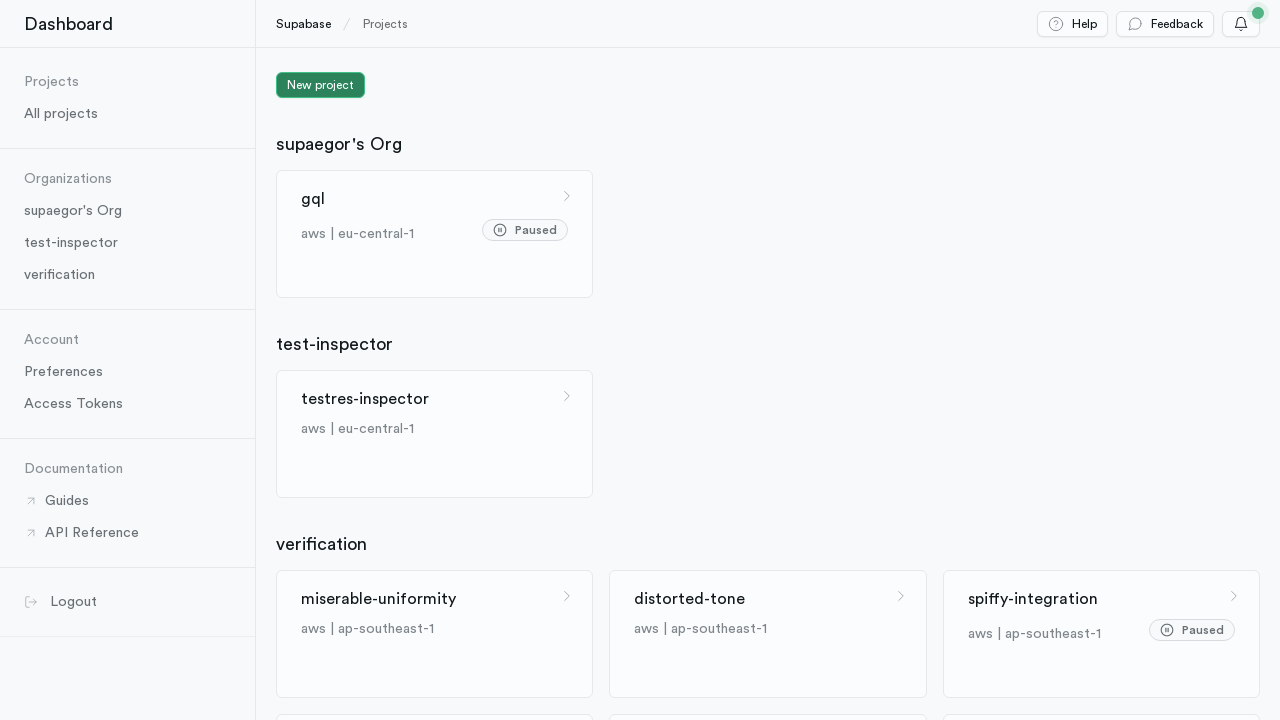 Dashboard
Projects
All projects
Organizations
supaegor's Org
test-inspector
verification
Account
Preferences
Access Tokens
Documentation
Guides
API Reference
Logout
Supabase / Projects
Help
Feedback
New project
supaegor's Org
gql
aws | eu-central-1
Paused
test-inspector
testres-inspector
aws | eu-central-1
verification
miserable-uniformity
aws | ap-southeast-1
distorted-tone
aws | ap-southeast-1
spiffy-integration
aws | ap-southeast-1
Paused